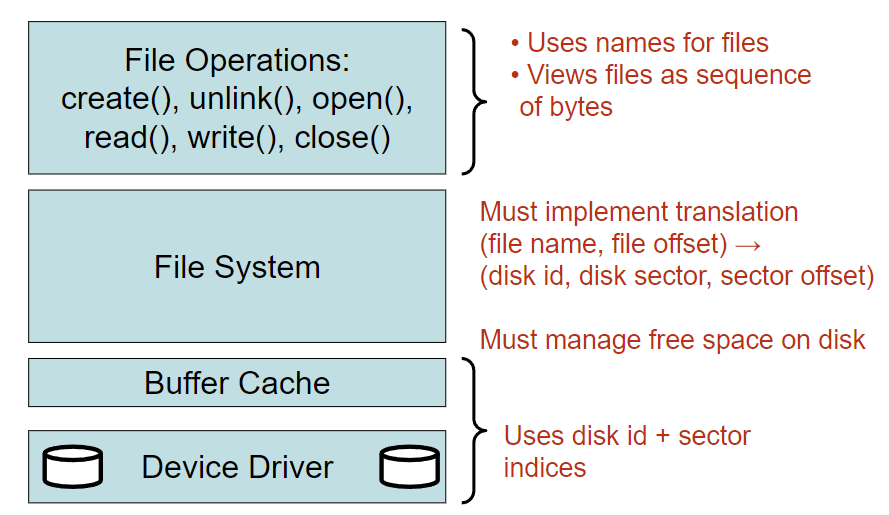 File Operations:
create(), unlink(), open(),
read(), write(), close()
• Uses names for files
• Views files as sequence
of bytes
File System
Must implement translation
(file name, file offset) →
(disk id, disk sector, sector offset)
Must manage free space on disk
Buffer Cache
Device Driver
Uses disk id + sector
indices